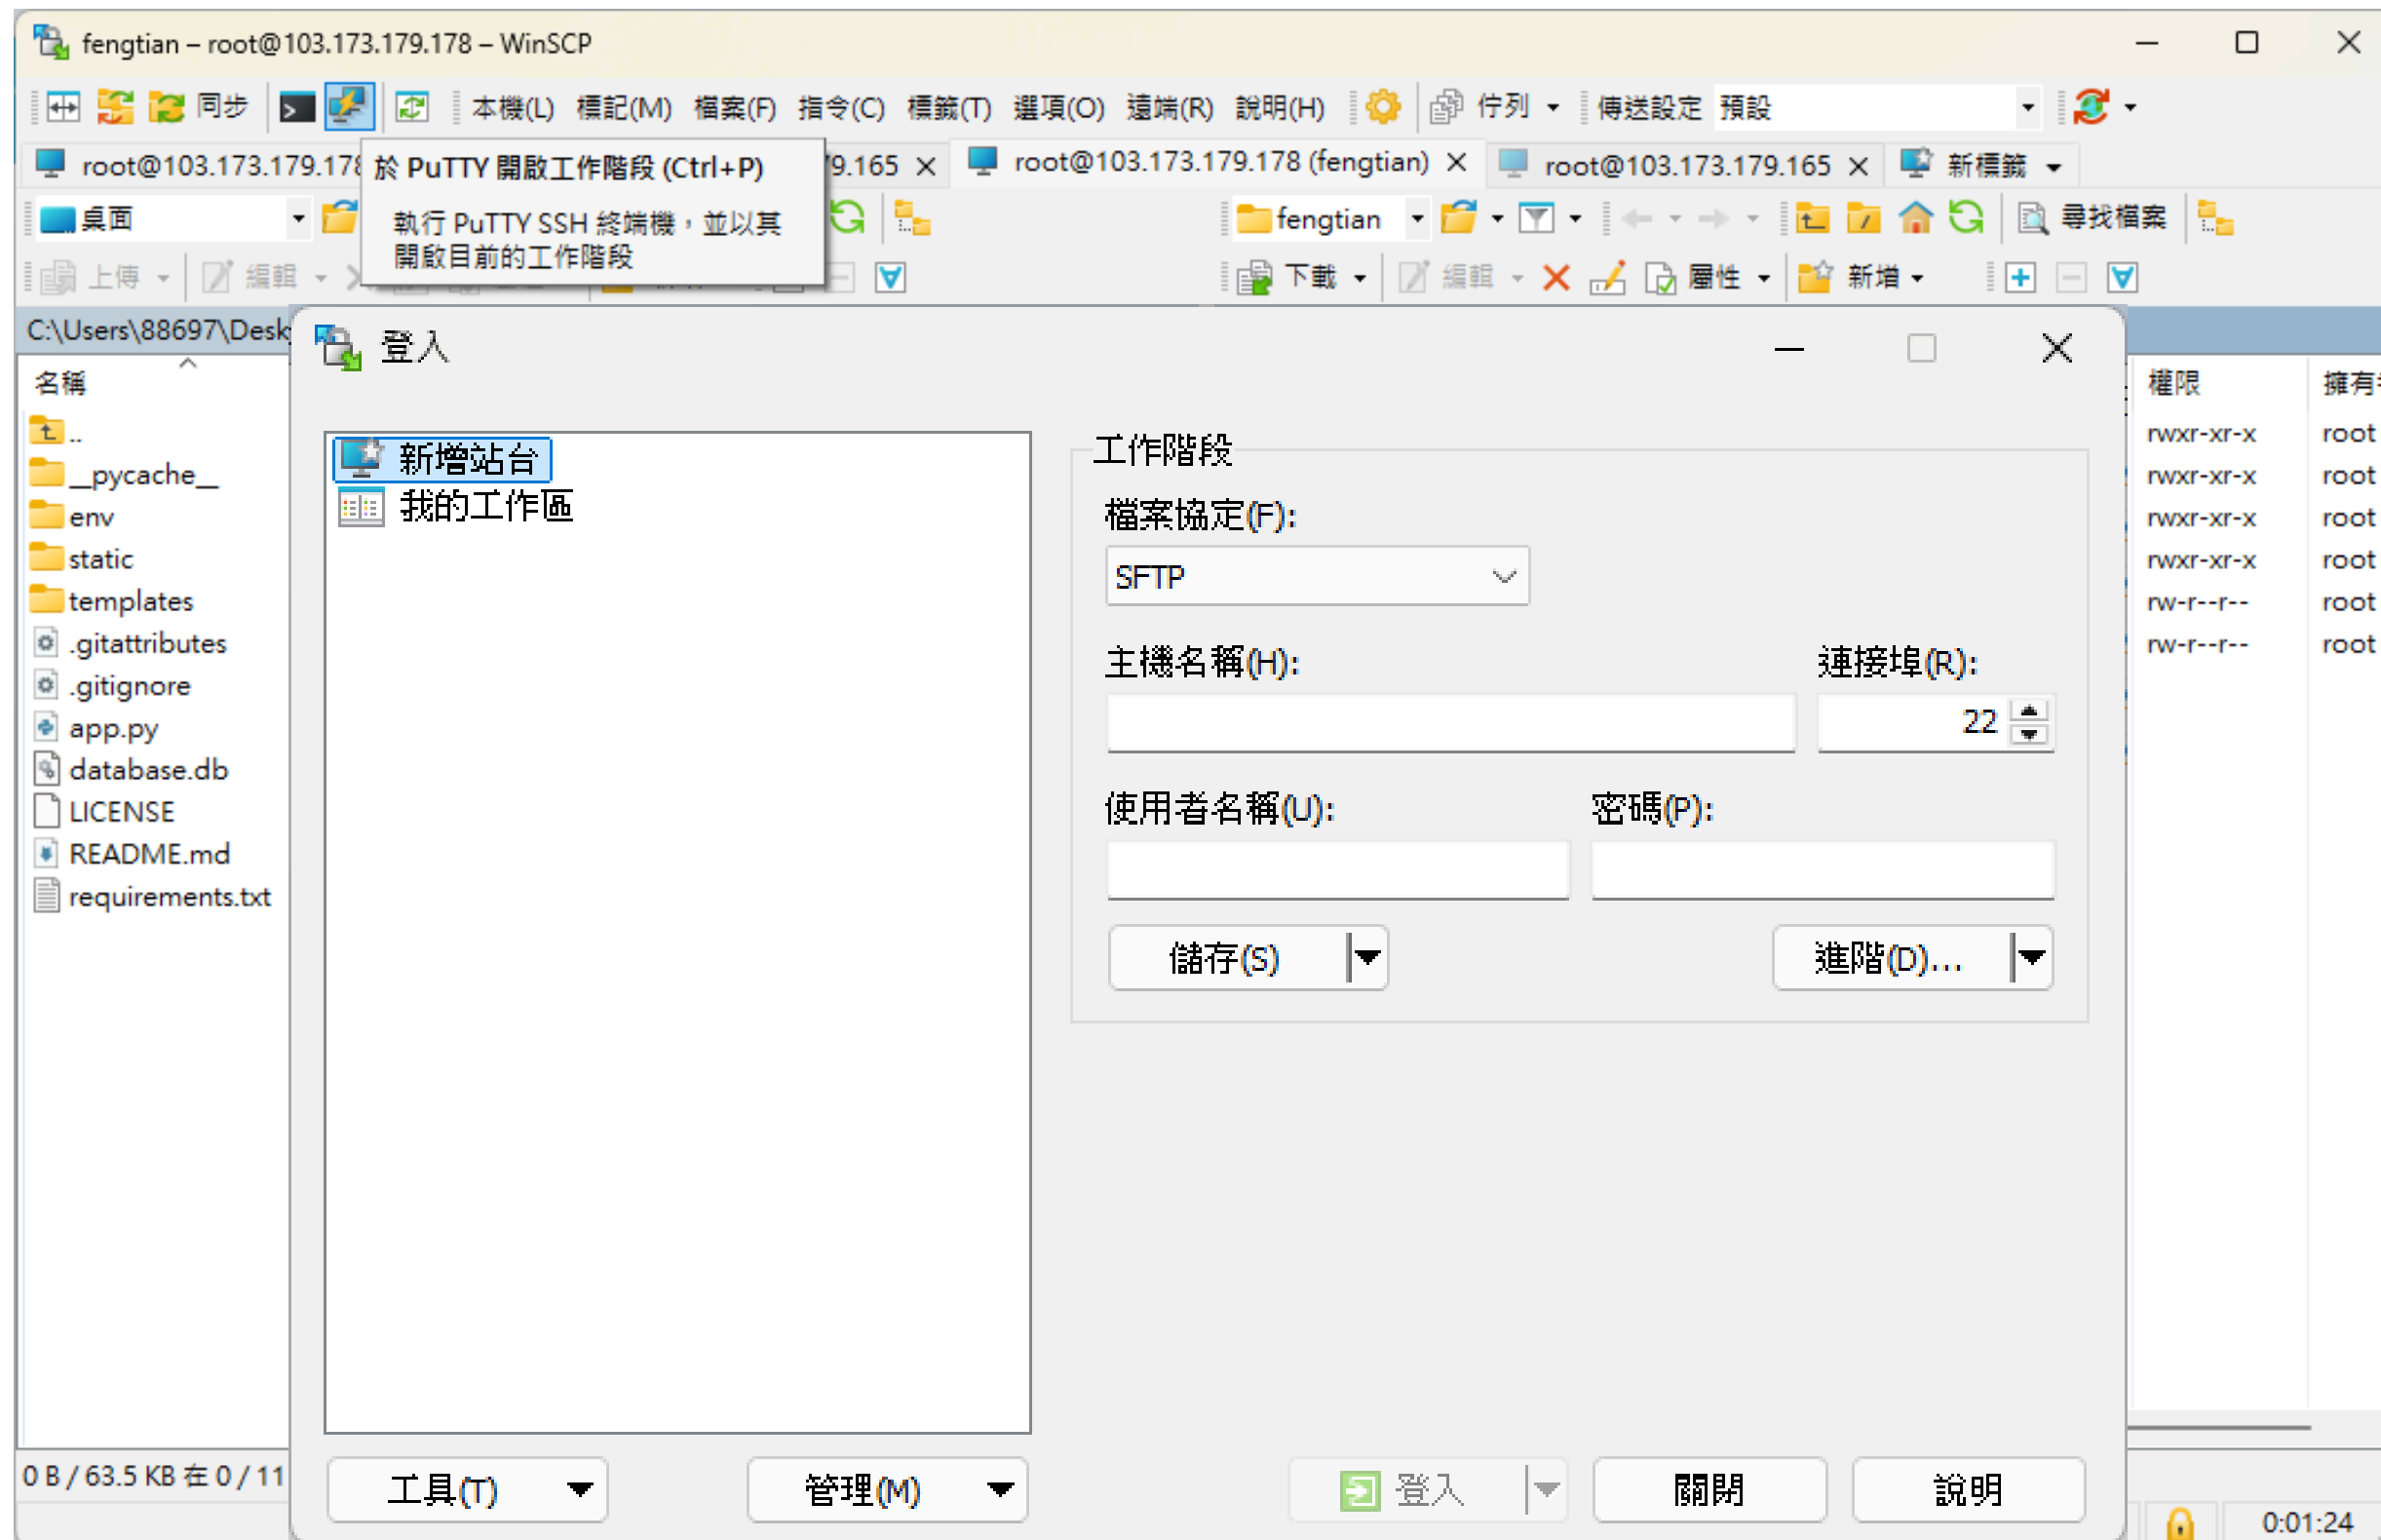 fengtian – root@103.173.179.178 – WinSCP
同步 本機(L) 標記(M) 檔案(F) 指令(C) 標籤(T) 選項(O) 遠端(R) 說明(H) 佇列 傳送設定 預設
root@103.173.179.178 9.165 root@103.173.179.178 (fengtian) root@103.173.179.165 新標籤
於 PuTTY 開啟工作階段 (Ctrl+P)
執行 PuTTY SSH 終端機，並以其
開啟目前的工作階段
桌面 fengtian 尋找檔案
上傳 編輯 下載 編輯 屬性 新增
C:\Users\88697\Desk
名稱
..
__pycache__
env
static
templates
.gitattributes
.gitignore
app.py
database.db
LICENSE
README.md
requirements.txt
0 B / 63.5 KB 在 0 / 11
登入
新增站台
我的工作區
工作階段
檔案協定(F):
SFTP
主機名稱(H): 連接埠(R):
22
使用者名稱(U): 密碼(P):
儲存(S) 進階(D)...
工具(T) 管理(M) 登入 關閉 說明
權限 擁有
rwxr-xr-x root
rwxr-xr-x root
rwxr-xr-x root
rwxr-xr-x root
rw-r--r-- root
rw-r--r-- root
0:01:24